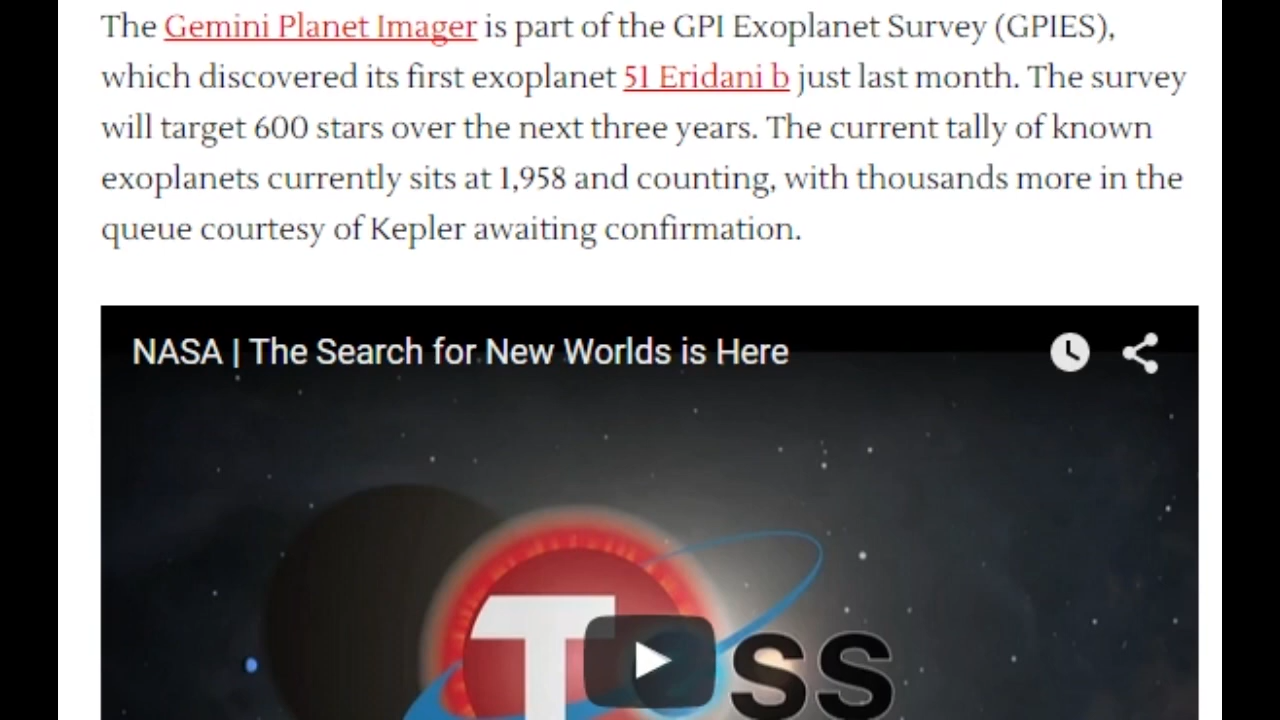 The Gemini Planet Imager is part of the GPI Exoplanet Survey (GPIES),
which discovered its first exoplanet 51 Eridani b just last month. The survey
will target 600 stars over the next three years. The current tally of known
exoplanets currently sits at 1,958 and counting, with thousands more in the
queue courtesy of Kepler awaiting confirmation.
NASA | The Search for New Worlds is Here
T ss